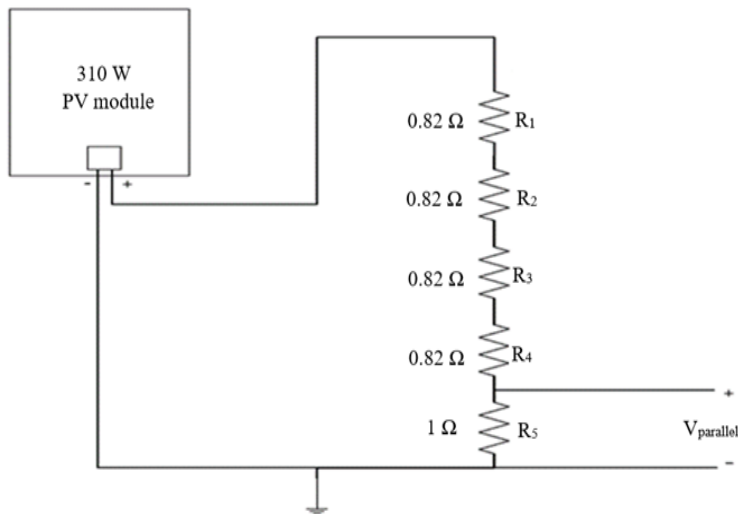 310 W
PV module
- +
0.82 Ω R₁
0.82 Ω R₂
0.82 Ω R₃
0.82 Ω R₄
+
1 Ω R₅ Vparallel
-